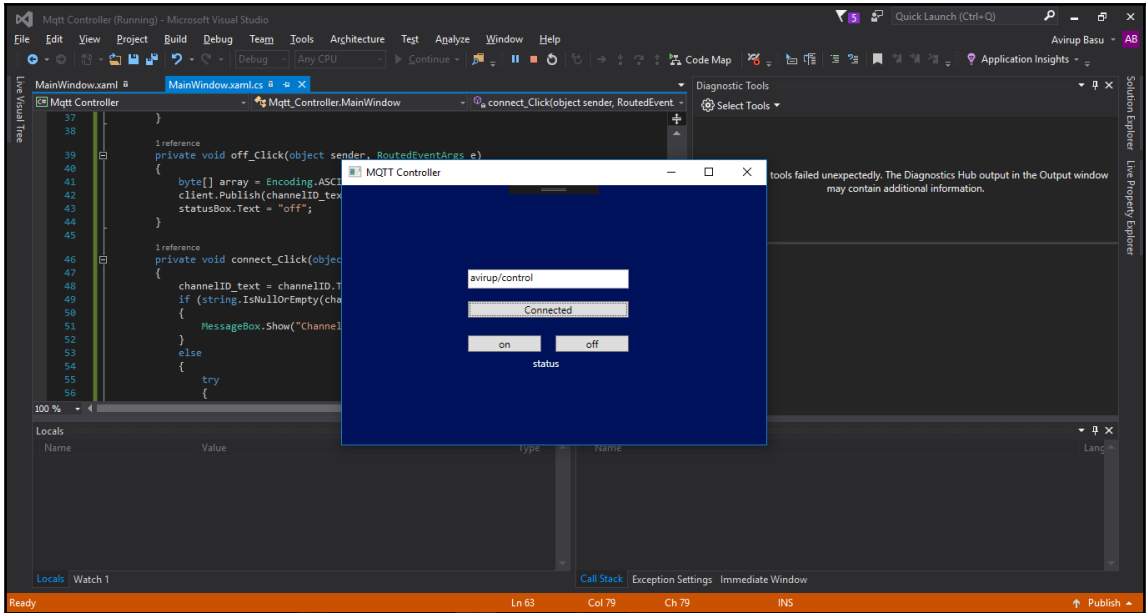 Mqtt Controller (Running) - Microsoft Visual Studio
5
Quick Launch (Ctrl+Q)
File Edit View Project Build Debug Team Tools Architecture Test Analyze Window Help
Avirup Basu AB
Debug Any CPU Continue Code Map Application Insights
Live Visual Tree
MainWindow.xaml
MainWindow.xaml.cs
Mqtt Controller
Mqtt_Controller.MainWindow
connect_Click(object sender, RoutedEvent
37 }
38
1 reference
39 private void off_Click(object sender, RoutedEventArgs e)
40 {
41 byte[] array = Encoding.ASCI
42 client.Publish(channelID_tex
43 statusBox.Text = "off";
44 }
45
1 reference
46 private void connect_Click(objec
47 {
48 channelID_text = channelID.T
49 if (string.IsNullOrEmpty(cha
50 {
51 MessageBox.Show("Channel
52 }
53 else
54 {
55 try
56 {
100 %
MQTT Controller
avirup/control
Connected
on off
status
Diagnostic Tools
Select Tools
tools failed unexpectedly. The Diagnostics Hub output in the Output window
may contain additional information.
Solution Explorer
Live Property Explorer
Locals
Name Value Type
Name Lang
Locals Watch 1
Call Stack Exception Settings Immediate Window
Ready Ln 63 Col 79 Ch 79 INS Publish